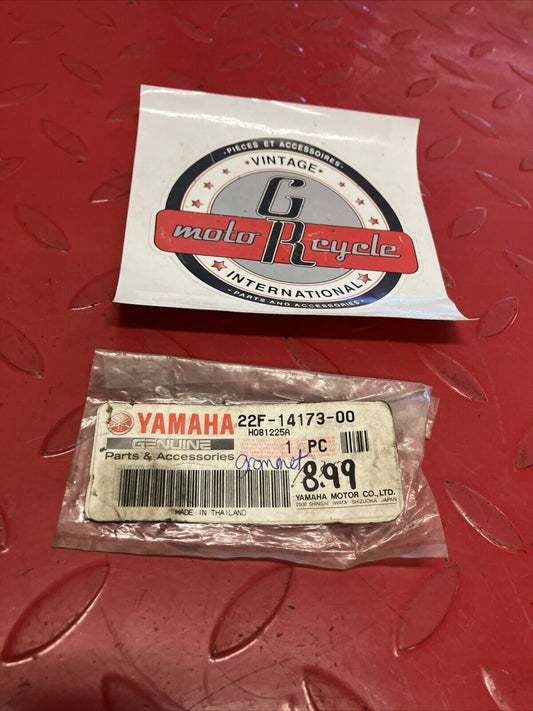 · PIECES ET ACCESSOIRES ·
VINTAGE
G
moto R cycle
INTERNATIONAL
· PARTS AND ACCESSORIES ·
YAMAHA 22F-14173-00
H081225A
GENUINE
1 PC
Parts & Accessories
grommet
8.99
YAMAHA MOTOR CO.,LTD.
2500 SHINGAI IWATA SHIZUOKA JAPAN
MADE IN THAILAND